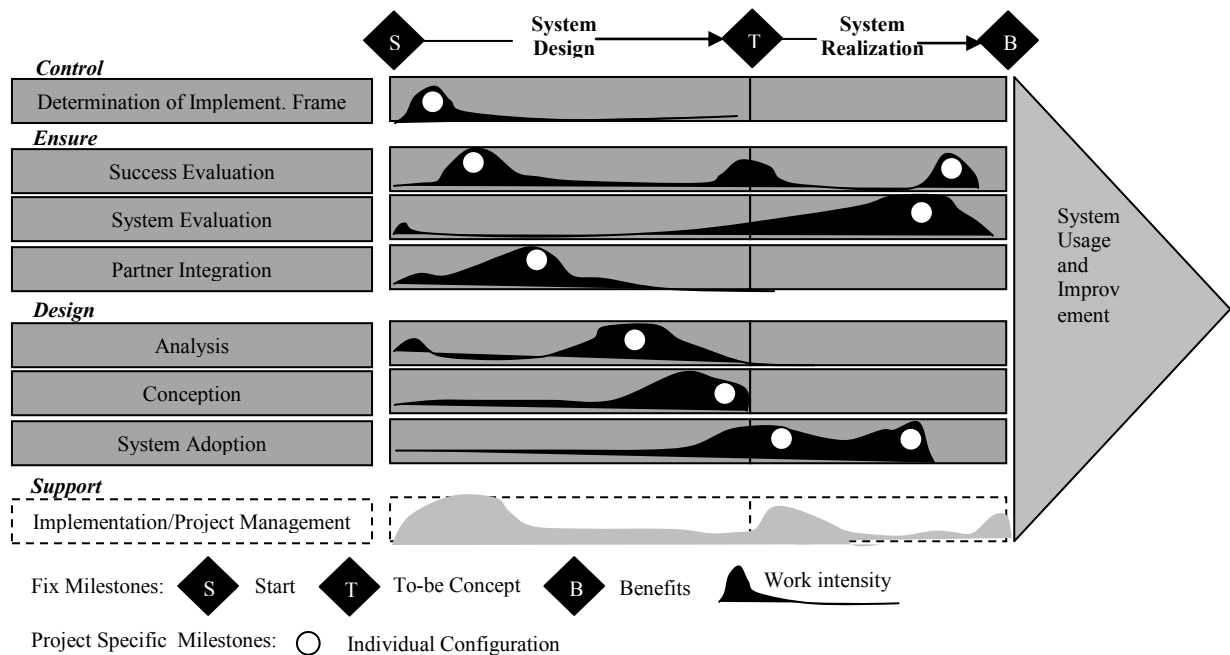 S
System
Design
T
System
Realization
B
Control
Determination of Implement. Frame
Ensure
Success Evaluation
System Evaluation
Partner Integration
Design
Analysis
Conception
System Adoption
Support
Implementation/Project Management
System
Usage
and
Improv
ement
Fix Milestones: S Start T To-be Concept B Benefits Work intensity
Project Specific Milestones: Individual Configuration